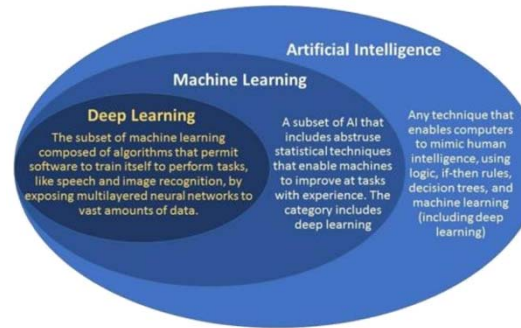 Artificial Intelligence
Machine Learning
Deep Learning
The subset of machine learning
composed of algorithms that permit
software to train itself to perform tasks,
like speech and image recognition, by
exposing multilayered neural networks to
vast amounts of data.
A subset of AI that
includes abstruse
statistical techniques
that enable machines
to improve at tasks
with experience. The
category includes
deep learning
Any technique that
enables computers
to mimic human
intelligence, using
logic, if-then rules,
decision trees, and
machine learning
(including deep
learning)